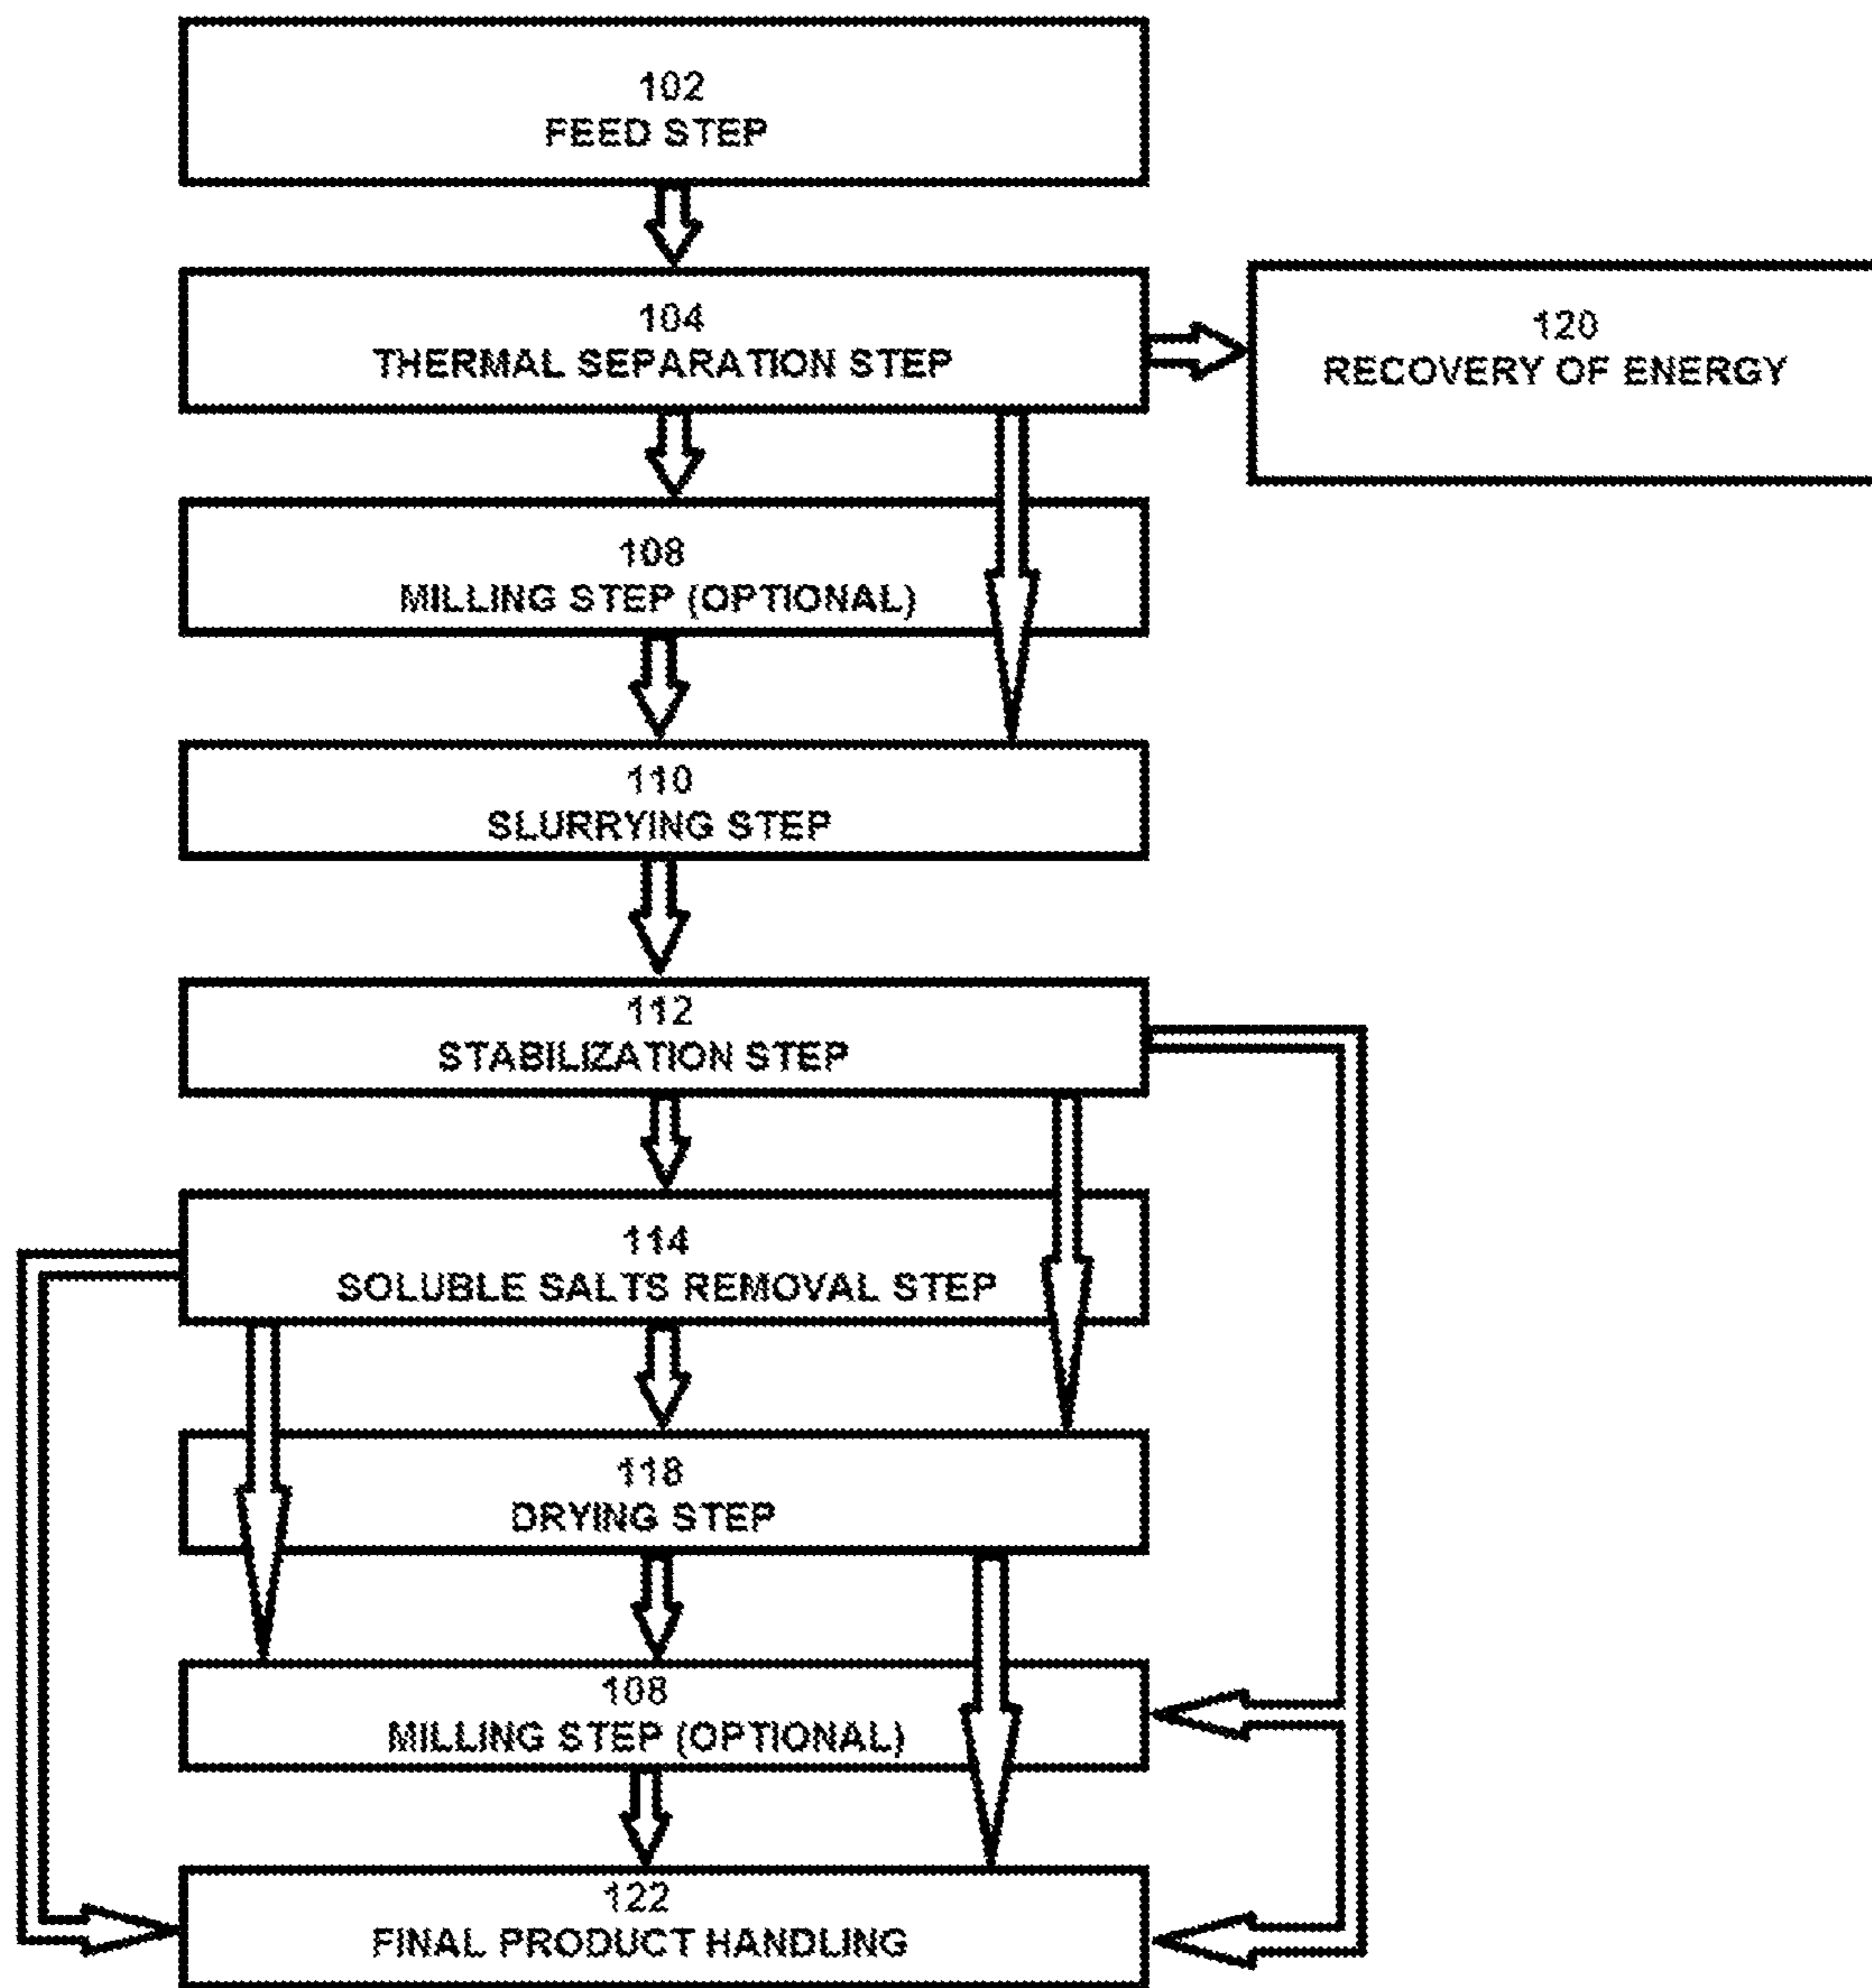 102
FEED STEP
104
THERMAL SEPARATION STEP
120
RECOVERY OF ENERGY
108
MILLING STEP (OPTIONAL)
110
SLURRYING STEP
112
STABILIZATION STEP
114
SOLUBLE SALTS REMOVAL STEP
118
DRYING STEP
108
MILLING STEP (OPTIONAL)
122
FINAL PRODUCT HANDLING